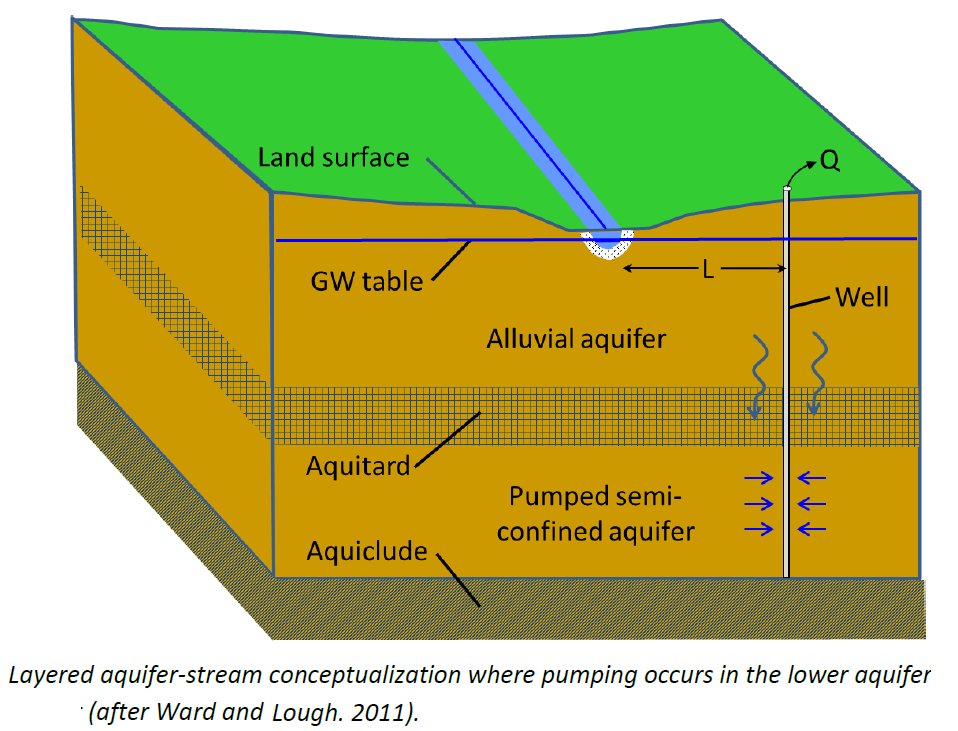 Land surface
Q
GW table
L
Well
Alluvial aquifer
Aquitard
Pumped semi-
confined aquifer
Aquiclude
Layered aquifer-stream conceptualization where pumping occurs in the lower aquifer
(after Ward and Lough. 2011).